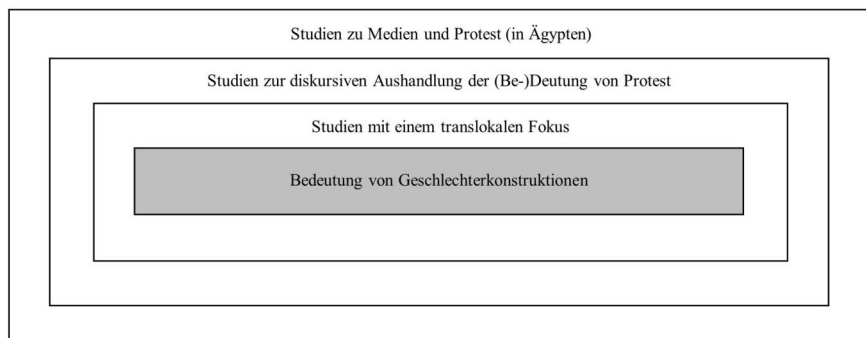 Studien zu Medien und Protest (in Ägypten)
Studien zur diskursiven Aushandlung der (Be-)Deutung von Protest
Studien mit einem translokalen Fokus
Bedeutung von Geschlechterkonstruktionen